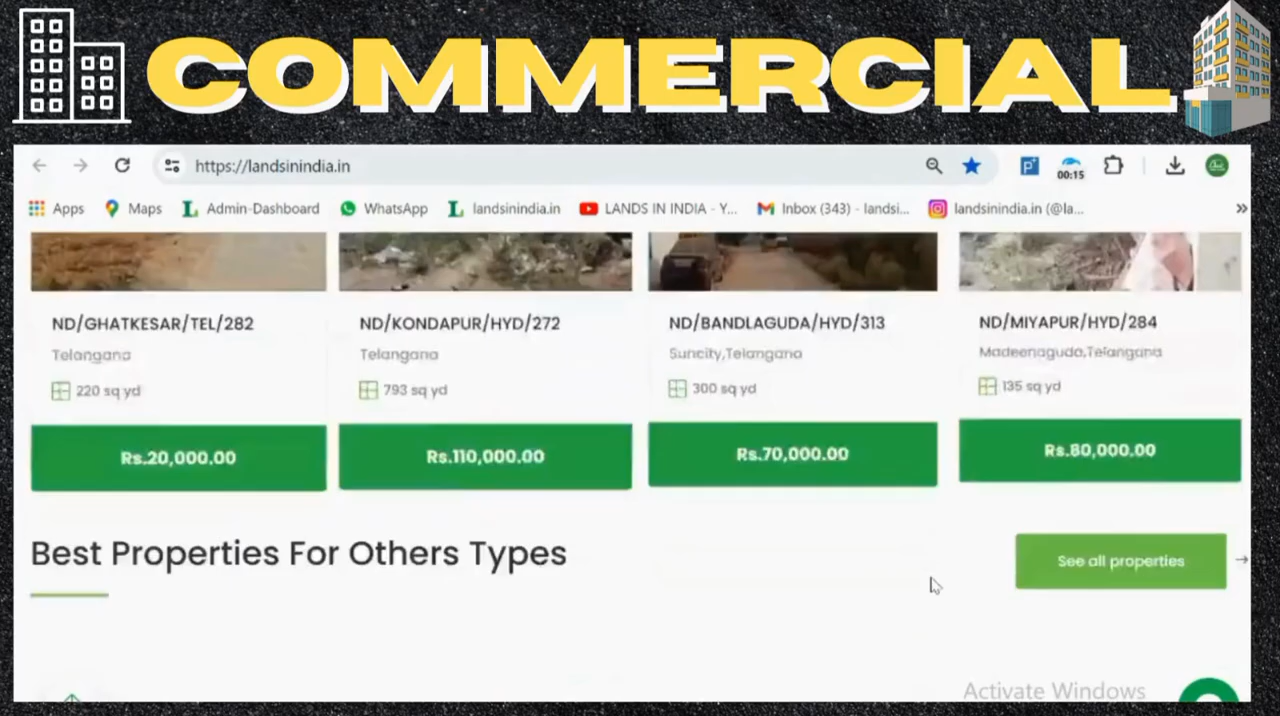 COMMERCIAL
https://landsinindia.in
00:15
Apps Maps Admin-Dashboard WhatsApp landsinindia.in LANDS IN INDIA - Y... Inbox (343) - landsi... landsinindia.in (@la... »
ND/GHATKESAR/TEL/282 ND/KONDAPUR/HYD/272 ND/BANDLAGUDA/HYD/313 ND/MIYAPUR/HYD/284
Telangana Telangana Suncity,Telangana Madeenaguda,Telangana
220 sq yd 793 sq yd 300 sq yd 135 sq yd
Rs.20,000.00 Rs.110,000.00 Rs.70,000.00 Rs.80,000.00
Best Properties For Others Types See all properties
Activate Windows